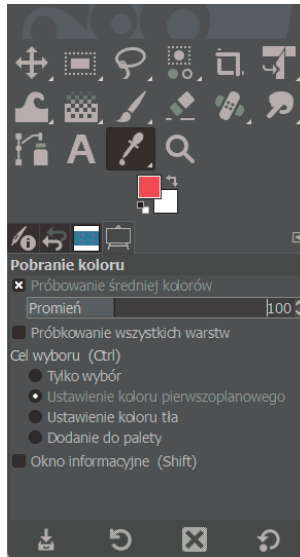 A
Pobranie koloru
Próbowanie średniej kolorów
Promień 100
Próbkowanie wszystkich warstw
Cel wyboru (Ctrl)
Tylko wybór
Ustawienie koloru pierwszoplanowego
Ustawienie koloru tła
Dodanie do palety
Okno informacyjne (Shift)